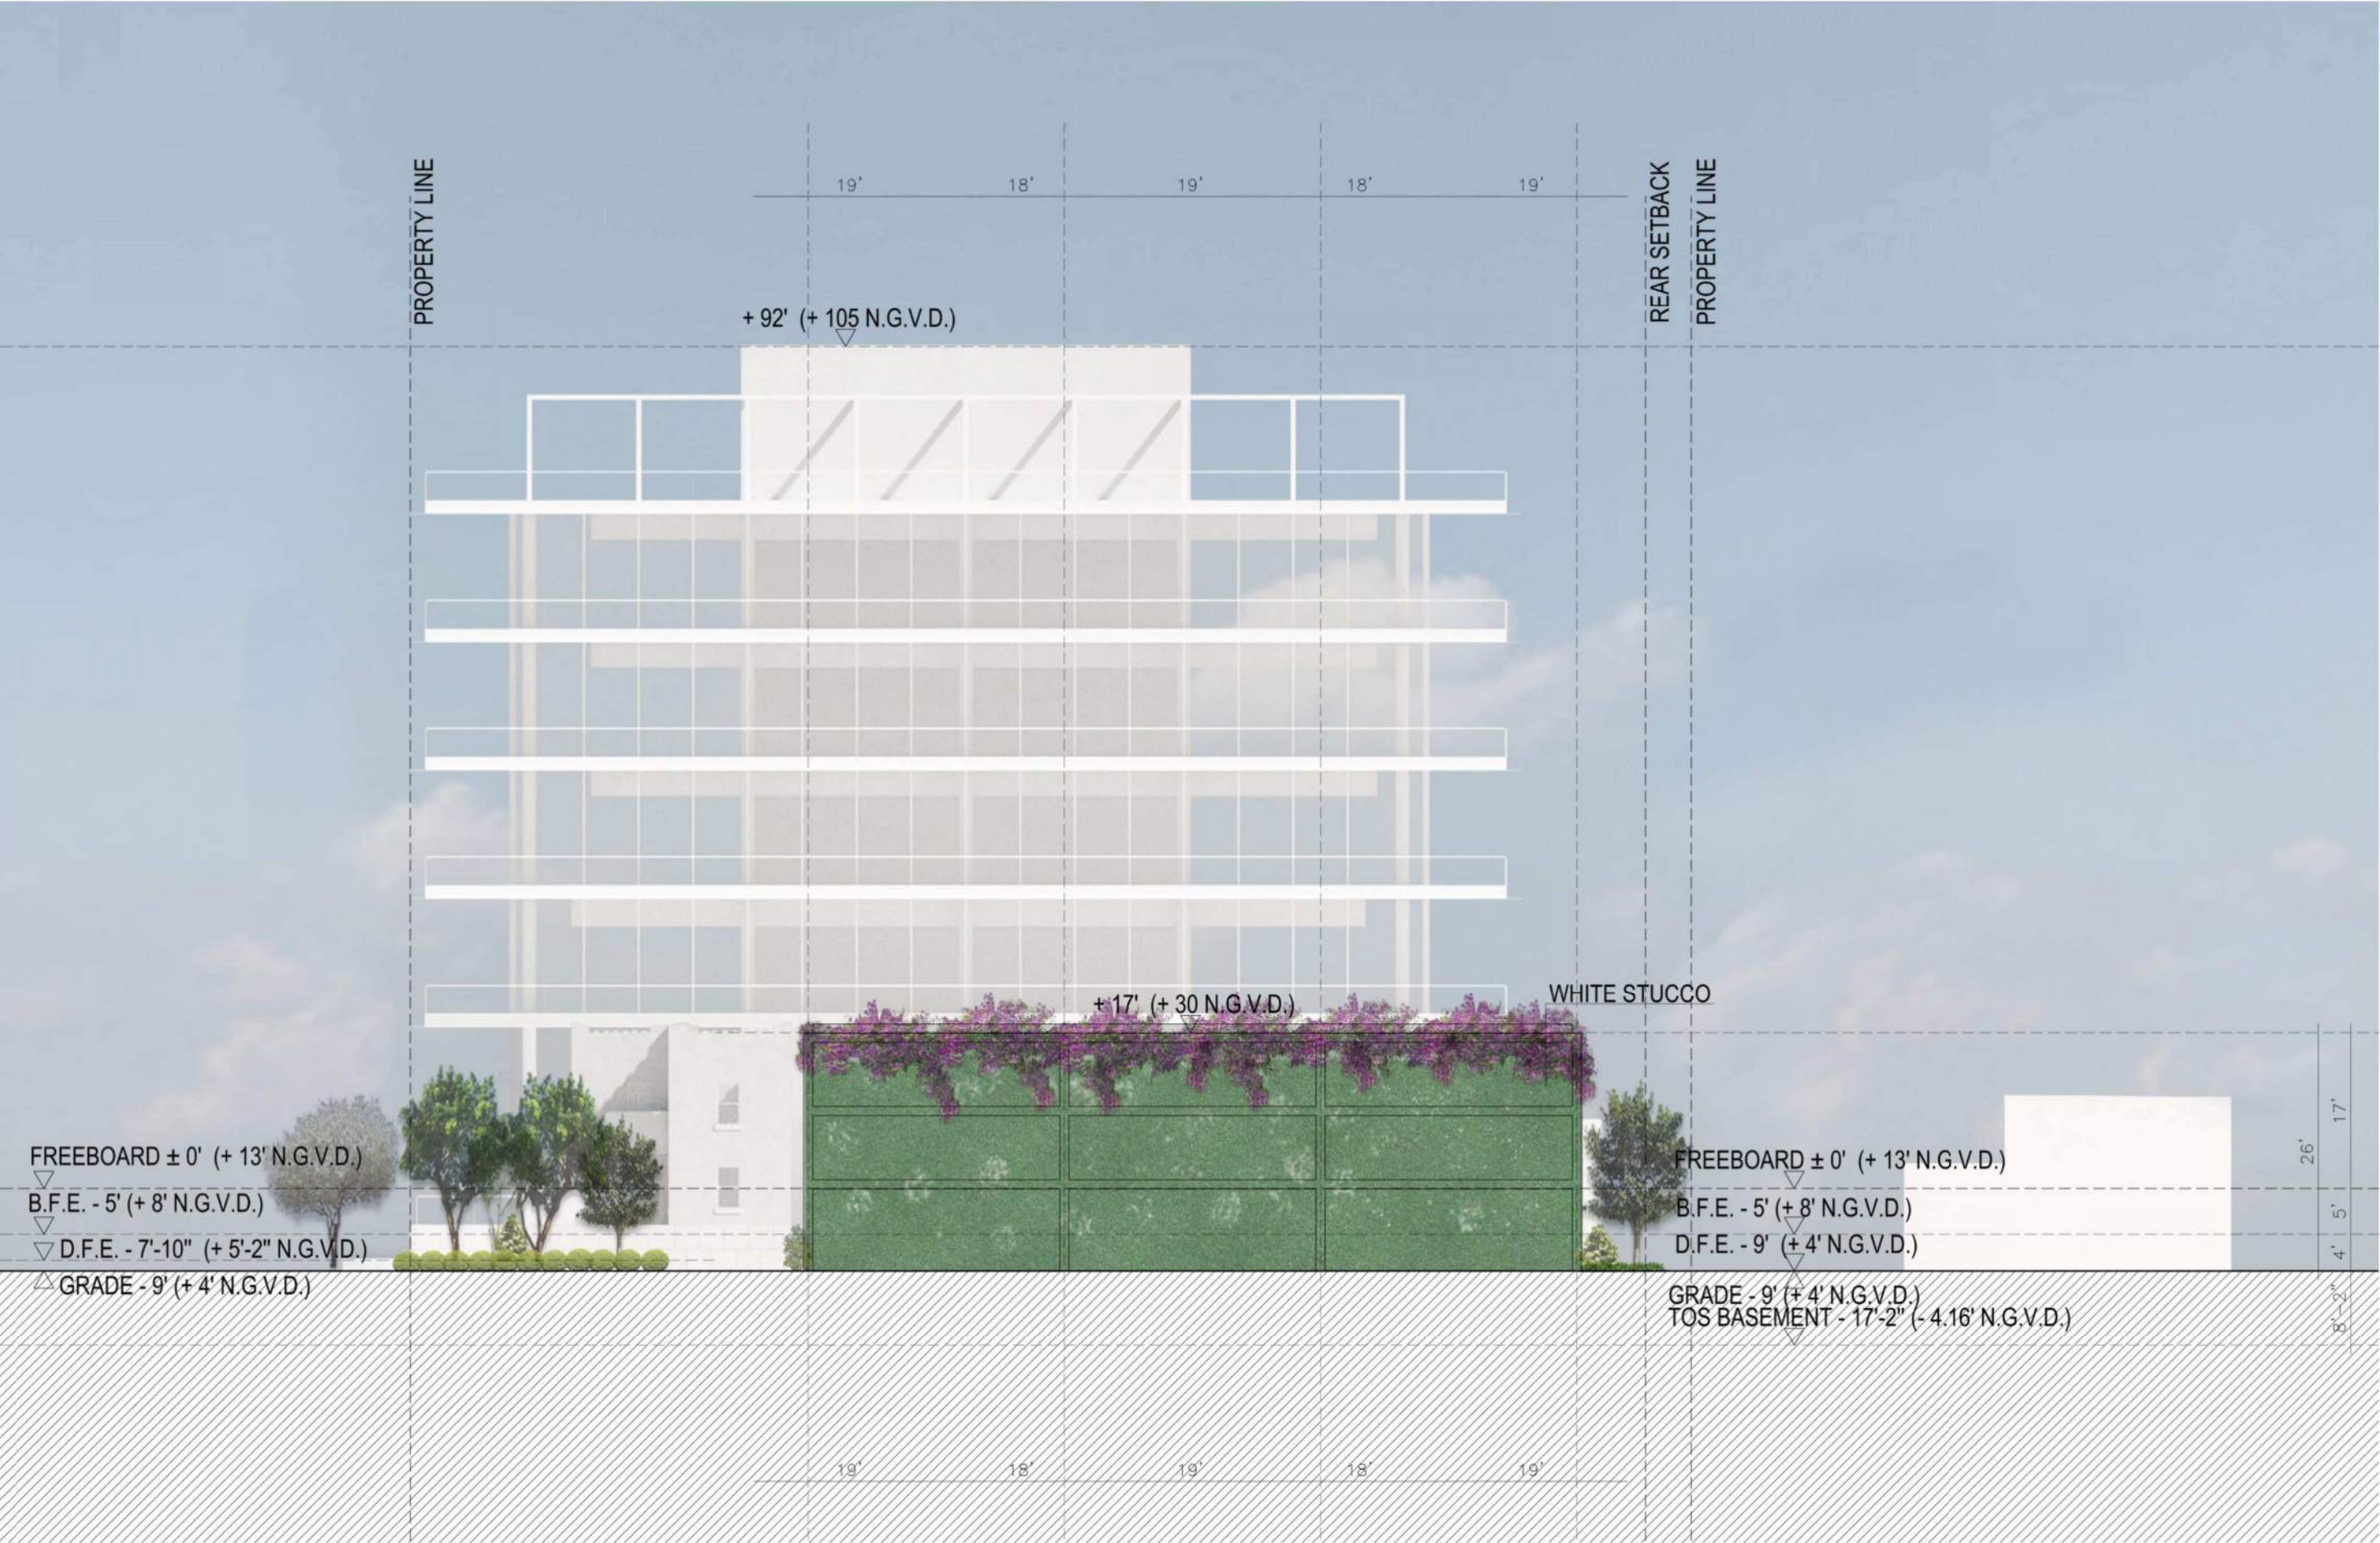 PROPERTY LINE
REAR SETBACK
PROPERTY LINE
19' 18' 19' 18' 19'
+ 92' (+ 105 N.G.V.D.)
WHITE STUCCO
+ 17' (+ 30 N.G.V.D.)
FREEBOARD ± 0' (+ 13' N.G.V.D.)
B.F.E. - 5' (+ 8' N.G.V.D.)
D.F.E. - 7'-10" (+ 5'-2" N.G.V.D.)
GRADE - 9' (+ 4' N.G.V.D.)
FREEBOARD ± 0' (+ 13' N.G.V.D.)
B.F.E. - 5' (+ 8' N.G.V.D.)
D.F.E. - 9' (+ 4' N.G.V.D.)
GRADE - 9' (+ 4' N.G.V.D.)
TOS BASEMENT - 17'-2" (- 4.16' N.G.V.D.)
26'
17'
5'
4'
8'-2"
19' 18' 19' 18' 19'